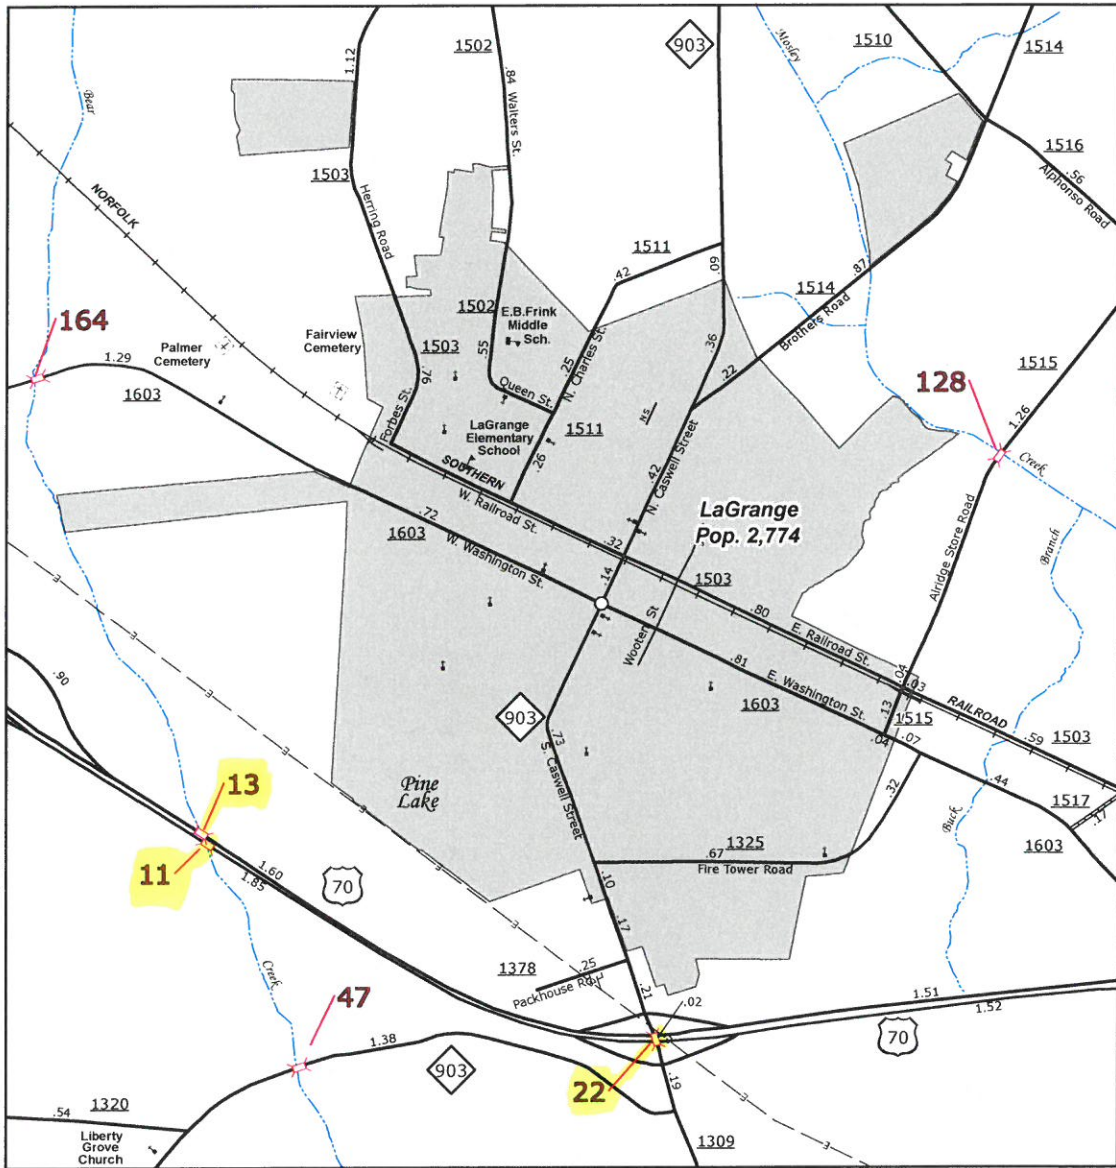 1502
903
1510
1514
1.12
.84 Walters St.
Mosley
Bear
1516
.56
Alphonso Road
1503
NORFOLK
Herring Road
1511
.60
.42
.87
1514
Brothers Road
1502
E.B.Frink
Middle
Sch.
164
Palmer
Cemetery
Fairview
Cemetery
1.29
1603
1503
.76
.55
.25
N. Charles St.
.36
.22
1515
128
1.26
Queen St.
Forbes St.
LaGrange
Elementary
School
1511
N S
.26
.42
N. Caswell Street
Creek
SOUTHERN
W. Railroad St.
LaGrange
Pop. 2,774
.72
1603
W. Washington St.
.32
Airidge Store Road
Branch
.14
1503
.80
E. Railroad St.
Wooten St
.81
E. Washington St.
1603
.04
.03
RAILROAD
.13
1515
.59
1503
.04
.07
.90
903
.73
S. Caswell Street
Pine
Lake
.44
.32
1517
.17
Buck
1603
13
11
1.60
1.85
70
1325
.67
Fire Tower Road
.10
.17
Creek
1378
.25
Packhouse Rd.
.21
.02
1.51
1.52
70
47
1.38
903
22
.19
1309
.54
1320
Liberty
Grove
Church